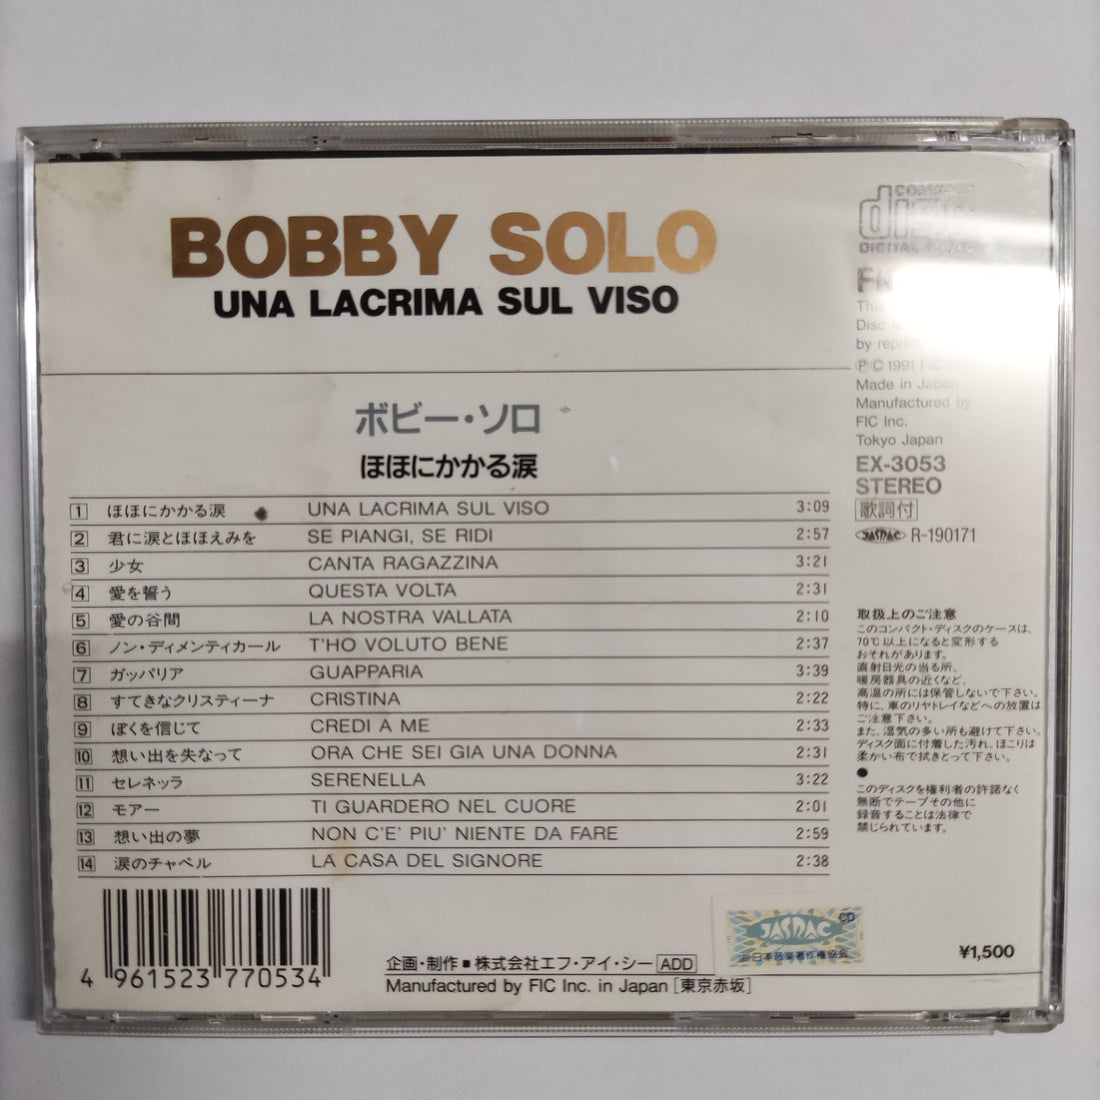 BOBBY SOLO
UNA LACRIMA SUL VISO
ボビー・ソロ
ほほにかかる涙
1 ほほにかかる涙 UNA LACRIMA SUL VISO 3:09
2 君に涙とほほえみを SE PIANGI, SE RIDI 2:57
3 少女 CANTA RAGAZZINA 3:21
4 愛を誓う QUESTA VOLTA 2:31
5 愛の谷間 LA NOSTRA VALLATA 2:10
6 ノン・ディメンティカール T'HO VOLUTO BENE 2:37
7 ガッパリア GUAPPARIA 3:39
8 すてきなクリスティーナ CRISTINA 2:22
9 ぼくを信じて CREDI A ME 2:33
10 想い出を失なって ORA CHE SEI GIA UNA DONNA 2:31
11 セレネッラ SERENELLA 3:22
12 モアー TI GUARDERO NEL CUORE 2:01
13 想い出の夢 NON C'E' PIU' NIENTE DA FARE 2:59
14 涙のチャペル LA CASA DEL SIGNORE 2:38
4 961523 770534
企画・制作■株式会社エフ・アイ・シー ADD
Manufactured by FIC Inc. in Japan [東京赤坂]
COMPACT
disc
DIGITAL AUDIO
This
Disc is
by
Ⓟ Ⓒ 1991 FIC
Made in Japan
Manufactured by
FIC Inc.
Tokyo Japan
EX-3053
STEREO
歌詞付
JASRAC R-190171
取扱上のご注意
このコンパクト・ディスクのケースは、
70℃以上になると変形する
おそれがあります。
直射日光の当る所、
暖房器具の近くなど、
高温の所には保管しないで下さい。
特に、車のリヤトレイなどへの放置は
ご注意下さい。
また、湿気の多い所も避けて下さい。
ディスク面に付着した汚れ、ほこりは
柔かい布で拭きとって下さい。
●
このディスクを権利者の許諾なく
無断でテープその他に
録音することは法律で
禁じられています。
CD
JASRAC
¥1,500